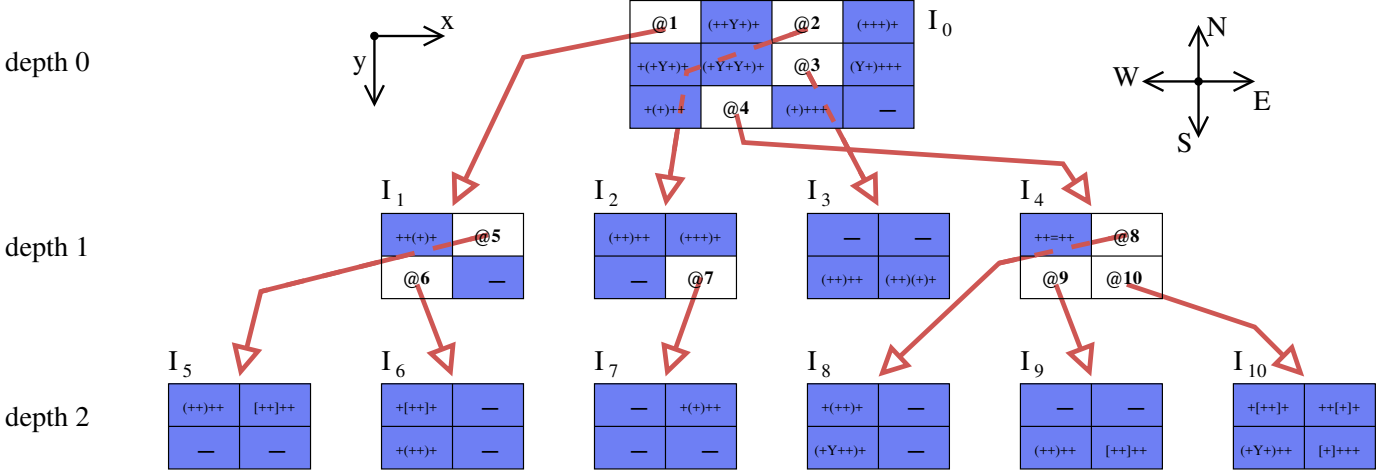 @1 (++Y+)+ @2 (+++)+ I0
x N
depth 0 y +(+Y+)+ (+Y+Y+)+ @3 (Y+)+++ W E
+(+)++ @4 (+)+++ — S
I1 I2 I3 I4
++(+)+ @5 (++)++ (+++)+ — — ++=++ @8
depth 1
@6 — — @7 (++)++ (++)(+)+ @9 @10
I5 I6 I7 I8 I9 I10
(++)++ [++]++ +[++]+ — — +(+)++ +(++)+ — — — +[++]+ ++[+]+
depth 2
— — +(++)+ — — — (+Y++)+ — (++)++ [++]++ (+Y+)++ [+]+++